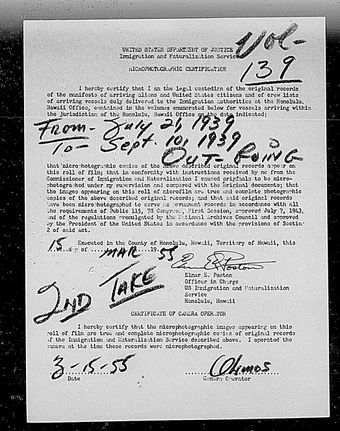 UNITED STATES DEPARTMENT OF JUSTICE
Immigration and Naturalization Service
Vol-
139
MICROPHOTOGRAPHIC CERTIFICATION
I hereby certify that I am the legal custodian of the original records
of the manifests of arriving aliens and United States citizens and of crew lists
of arriving vessels duly delivered to the Immigration Authorities at the Honolulu,
Hawaii Office, contained in the volumes enumerated below for vessels arriving within
the jurisdiction of the Honolulu, Hawaii Office on the dates indicated:
From- July 21, 1939
To- Sept. 10, 1939
OUT-GOING
that microphotographic copies of the above described original records appear on
this roll of film; that in conformity with instructions received by me from the
Commissioner of Immigration and Naturalization I caused said originals to be micro-
photographed under my supervision and compared with the original documents; that
the images appearing on this roll of microfilm are true and complete photographic
copies of the above described original records; and that said original records
have been microphotographed to serve as permanent records in accordance with all
the requirements of Public 115, 78 Congress, First Session, approved July 7, 1943,
and of the regulations promulgated by the National Archives Council and approved
by the President of the United States in accordance with the provisions of Section
2 of said act.
Executed in the County of Honolulu, Hawaii, Territory of Hawaii, this
15 day of MAR 1955
Elmer E. Poston
Elmer E. Poston
Officer in Charge
US Immigration and Naturalization
Service
Honolulu, Hawaii
2ND TAKE
CERTIFICATE OF CAMERA OPERATOR
I hereby certify that the microphotographic images appearing on this
roll of film are true and complete microphotographic copies of original records
of the Immigration and Naturalization Service described above. I operated the
camera at the time these records were microphotographed.
3-15-55
Date
Camera Operator